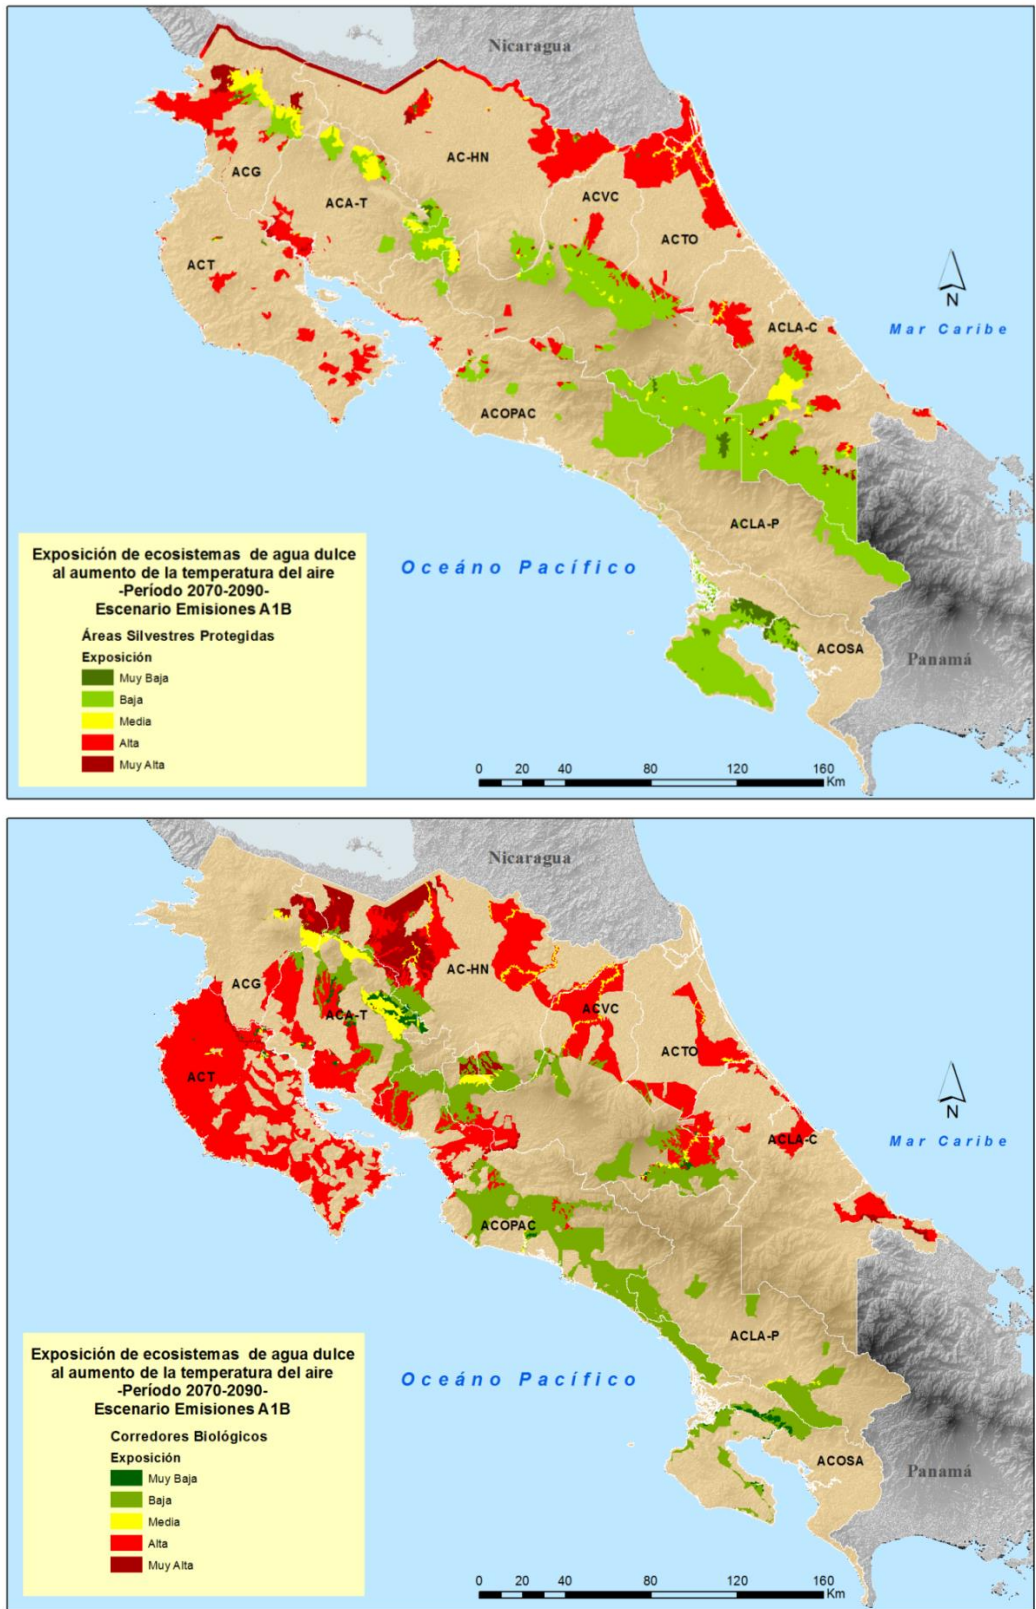 Nicaragua
AC-HN
ACG
ACA-T
ACVC
ACTO
ACT
N
Mar Caribe
ACLA-C
ACOPAC
ACLA-P
Océano Pacífico
ACOSA
Panamá
Exposición de ecosistemas de agua dulce
al aumento de la temperatura del aire
-Período 2070-2090-
Escenario Emisiones A1B
Áreas Silvestres Protegidas
Exposición
Muy Baja
Baja
Media
Alta
Muy Alta
0 20 40 80 120 160
Km
Nicaragua
AC-HN
ACG
ACVC
ACA-T
ACTO
ACT
N
Mar Caribe
ACLA-C
ACOPAC
ACLA-P
Océano Pacífico
ACOSA
Panamá
Exposición de ecosistemas de agua dulce
al aumento de la temperatura del aire
-Período 2070-2090-
Escenario Emisiones A1B
Corredores Biológicos
Exposición
Muy Baja
Baja
Media
Alta
Muy Alta
0 20 40 80 120 160
Km